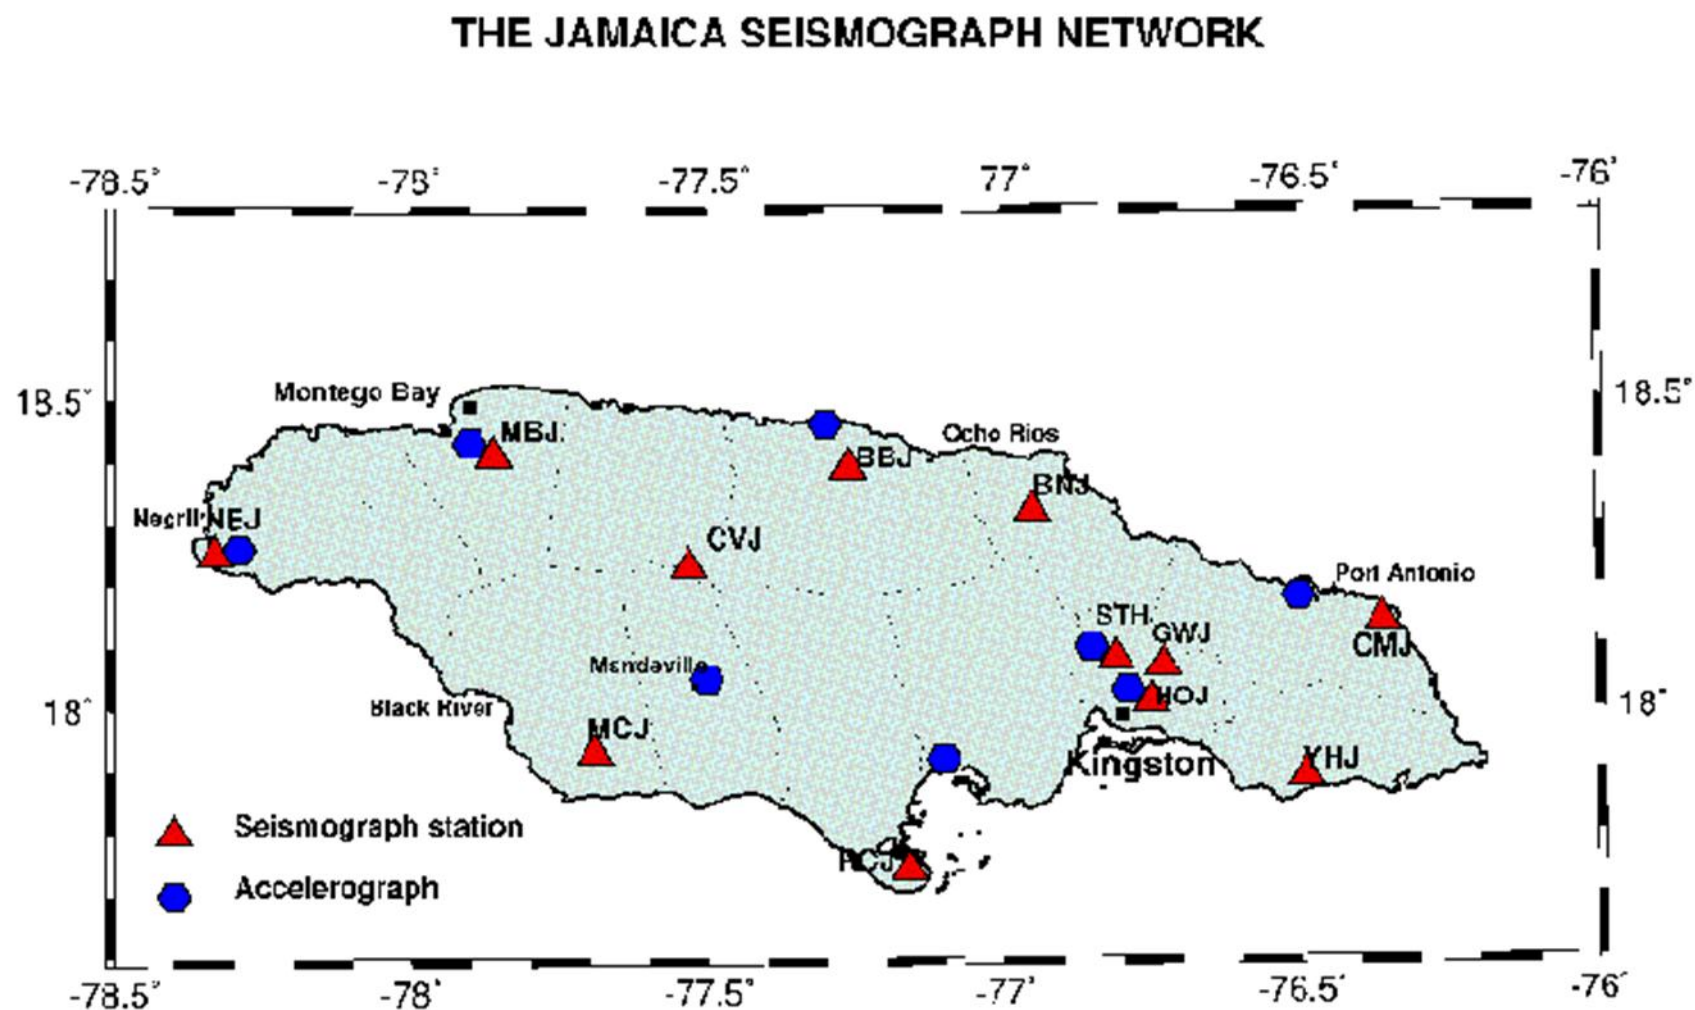 THE JAMAICA SEISMOGRAPH NETWORK
-78.5° -78° -77.5° 77° -76.5° -76°
Montego Bay
18.5° 18.5°
MBJ.
Ocho Rios
BBJ
BNJ
Negril NEJ
CVJ
Port Antonio
STH.
GWJ
CMJ
Mandeville
HOJ
Black River
18° 18°
MCJ
Kingston
YHJ
Seismograph station
Accelerograph
-78.5° -78° -77.5° -77° -76.5° -76°